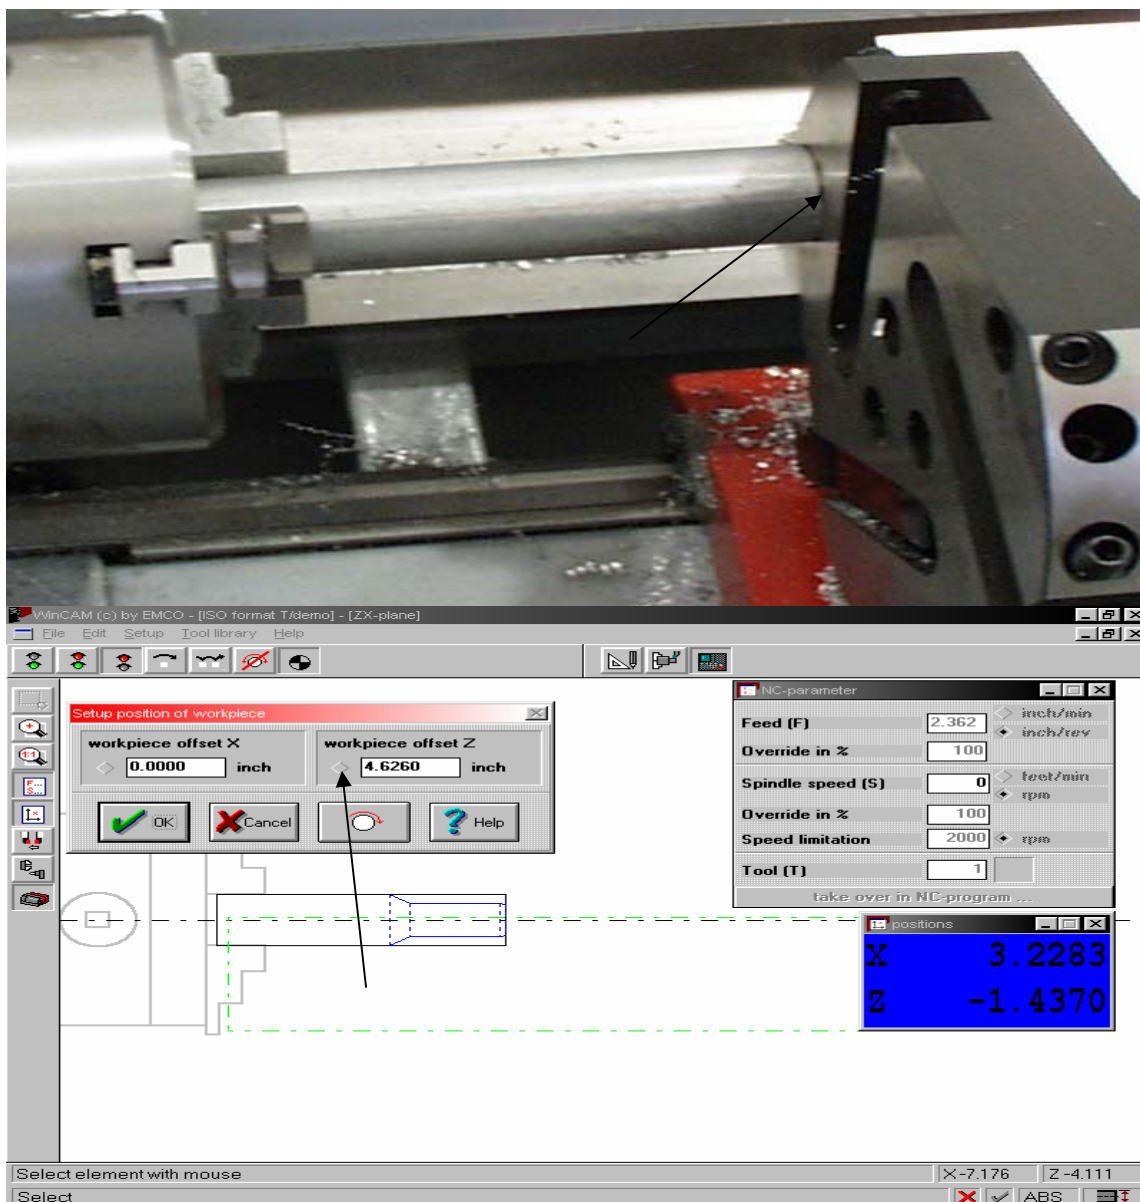 WinCAM (c) by EMCO - [ISO format T/demo] - [ZX-plane]
File Edit Setup Tool library Help
Setup position of workpiece
workpiece offset X
0.0000 inch
workpiece offset Z
4.6260 inch
OK
Cancel
Help
NC-parameter
Feed (F) 2.362 inch/min
inch/rev
Override in % 100
Spindle speed (S) 0 feet/min
rpm
Override in % 100
Speed limitation 2000 rpm
Tool (T) 1
take over in NC-program ...
positions
X 3.2283
Z -1.4370
1:1
F...
S...
Select element with mouse X-7.176 Z -4.111
Select ABS